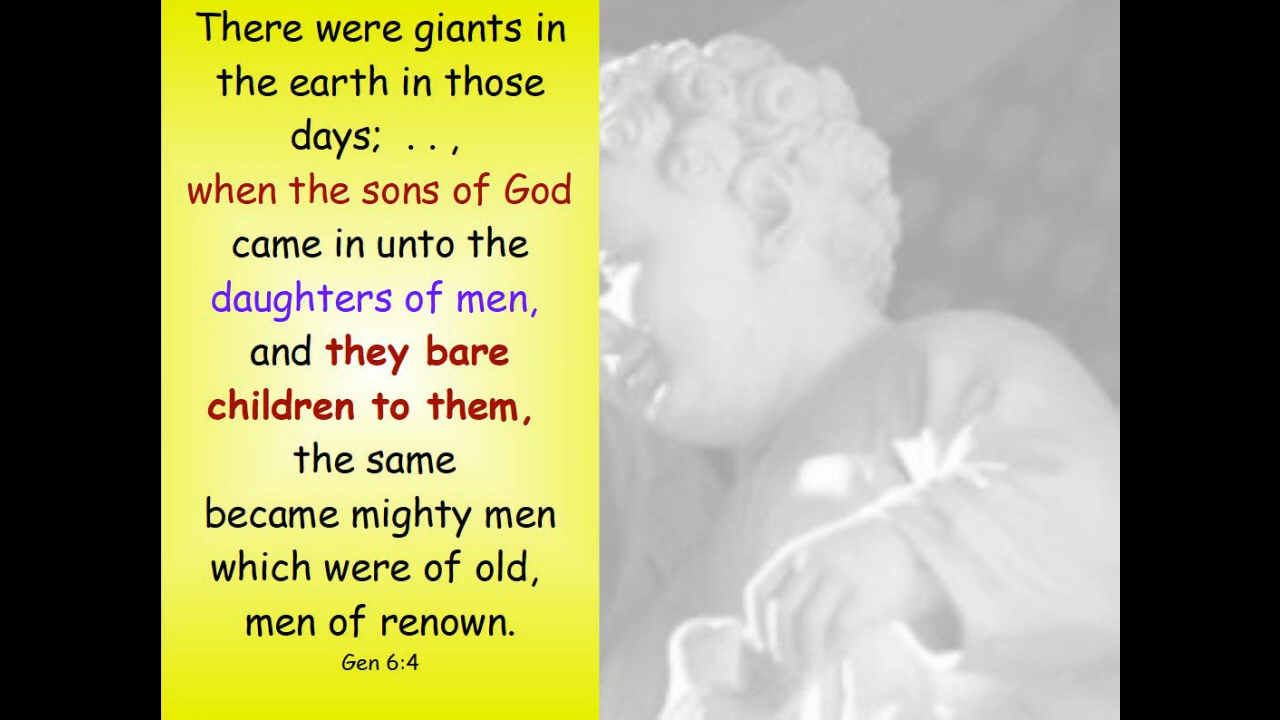 There were giants in
the earth in those
days;  . . ,
when the sons of God
came in unto the
daughters of men,
and they bare
children to them,
the same
became mighty men
which were of old,
men of renown.
Gen 6:4